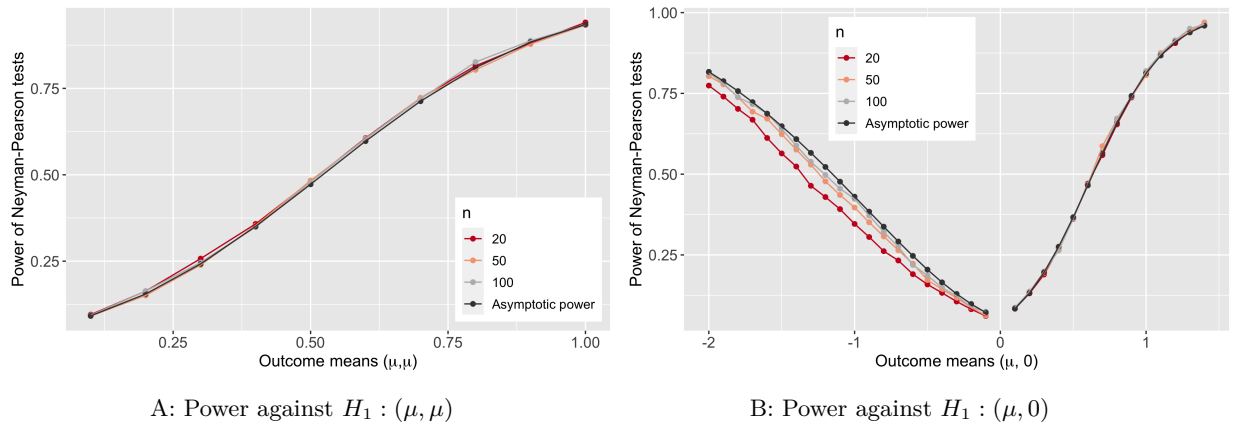 Power of Neyman-Pearson tests
0.75
0.50
0.25
0.25
0.50
0.75
1.00
Outcome means (μ,μ)
n
20
50
100
Asymptotic power
A: Power against H₁ : (μ, μ)
Power of Neyman-Pearson tests
1.00
0.75
0.50
0.25
-2
-1
0
1
Outcome means (μ, 0)
n
20
50
100
Asymptotic power
B: Power against H₁ : (μ, 0)